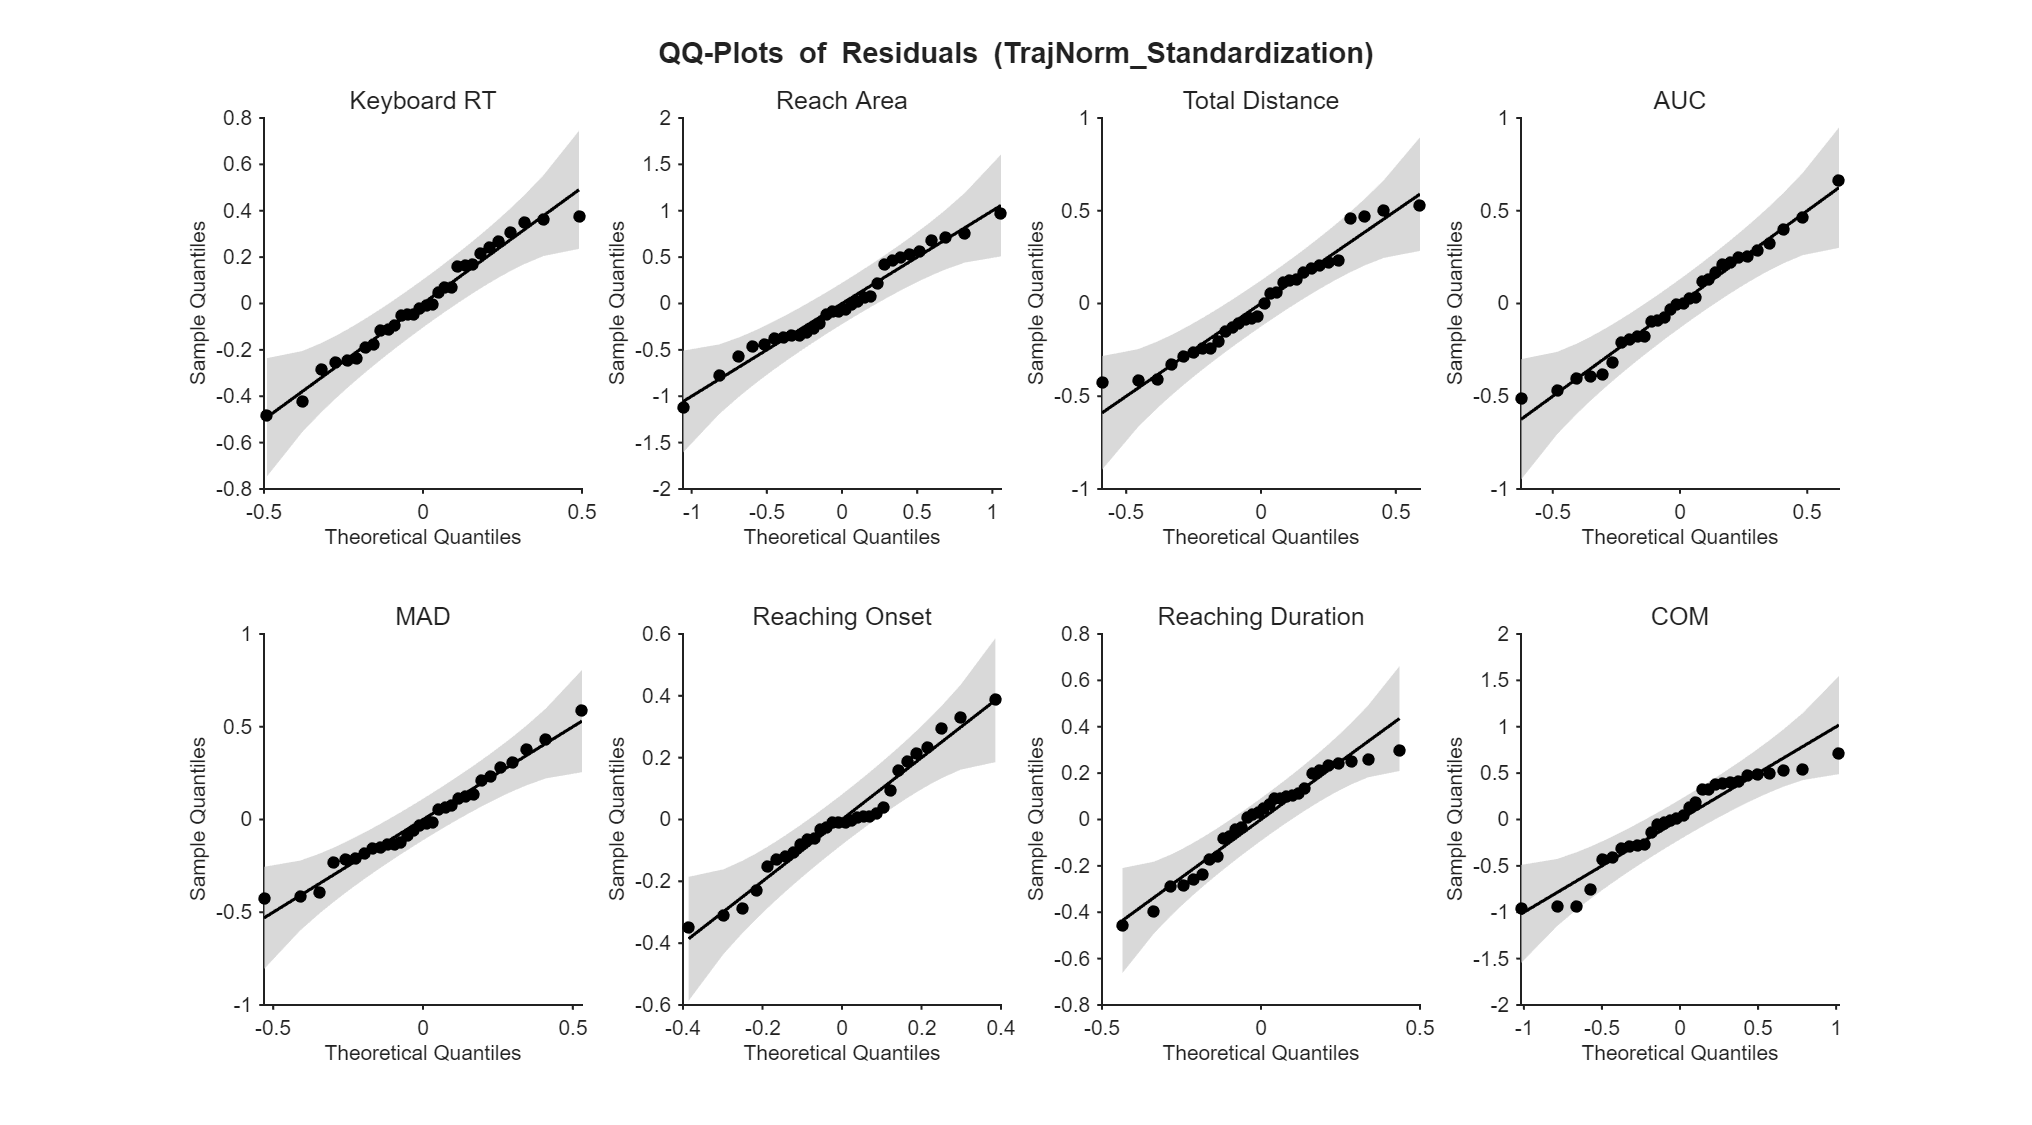 QQ-Plots of Residuals (TrajNorm_Standardization)
Keyboard RT
0.8
0.6
0.4
0.2
0
-0.2
-0.4
-0.6
-0.8
Sample Quantiles
-0.5 0 0.5
Theoretical Quantiles
Reach Area
2
1.5
1
0.5
0
-0.5
-1
-1.5
-2
Sample Quantiles
-1 -0.5 0 0.5 1
Theoretical Quantiles
Total Distance
1
0.5
0
-0.5
-1
Sample Quantiles
-0.5 0 0.5
Theoretical Quantiles
AUC
1
0.5
0
-0.5
-1
Sample Quantiles
-0.5 0 0.5
Theoretical Quantiles
MAD
1
0.5
0
-0.5
-1
Sample Quantiles
-0.5 0 0.5
Theoretical Quantiles
Reaching Onset
0.6
0.4
0.2
0
-0.2
-0.4
-0.6
Sample Quantiles
-0.4 -0.2 0 0.2 0.4
Theoretical Quantiles
Reaching Duration
0.8
0.6
0.4
0.2
0
-0.2
-0.4
-0.6
-0.8
Sample Quantiles
-0.5 0 0.5
Theoretical Quantiles
COM
2
1.5
1
0.5
0
-0.5
-1
-1.5
-2
Sample Quantiles
-1 -0.5 0 0.5 1
Theoretical Quantiles